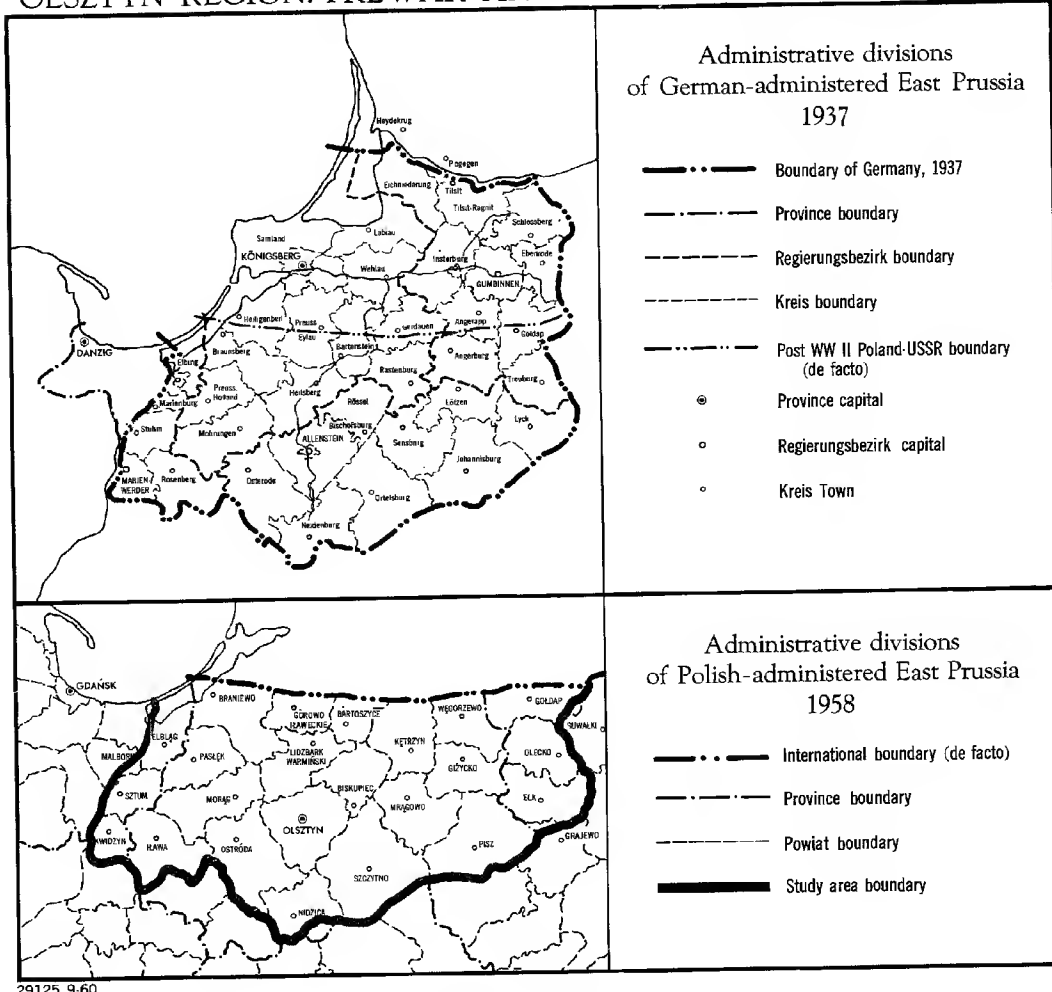 OLSZTYN REGION: PREWAR
Administrative divisions
of German-administered East Prussia
1937
Boundary of Germany, 1937
Province boundary
Regierungsbezirk boundary
Kreis boundary
Post WW II Poland-USSR boundary
(de facto)
Province capital
Regierungsbezirk capital
Kreis Town
Heydekrug
Pogegen
Elchniederung
Tilsit
Tilsit-Ragnit
Schlossberg
Labiau
Samland
KÖNIGSBERG
Insterburg
Ebenrode
Wehlau
GUMBINNEN
Heiligenbeil
Preuss
Eylau
Gerdauen
Angerapp
Goldap
DANZIG
Elbing
Braunsberg
Bartenstein
Angerburg
Rastenburg
Treuburg
Marienburg
Preuss.
Holland
Heilsberg
Rössel
Lötzen
Stuhm
Mohrungen
ALLENSTEIN
Bischofsburg
Sensburg
Lyck
Johannisburg
MARIEN-
WERDER
Rosenberg
Osterode
Ortelsburg
Neidenburg
Administrative divisions
of Polish-administered East Prussia
1958
International boundary (de facto)
Province boundary
Powiat boundary
Study area boundary
GDAŃSK
BRANIEWO
GOŁDAP
GÓROWO
IŁAWECKIE
BARTOSZYCE
WĘGORZEWO
SUWAŁKI
ELBLĄG
MALBORK
PASŁĘK
LIDZBARK
WARMIŃSKI
KĘTRZYN
OLECKO
GIŻYCKO
SZTUM
MORĄG
BISKUPIEC
MRĄGOWO
EŁK
OLSZTYN
KWIDZYN
IŁAWA
OSTRÓDA
PISZ
GRAJEWO
SZCZYTNO
NIDZICA
29125 9-60